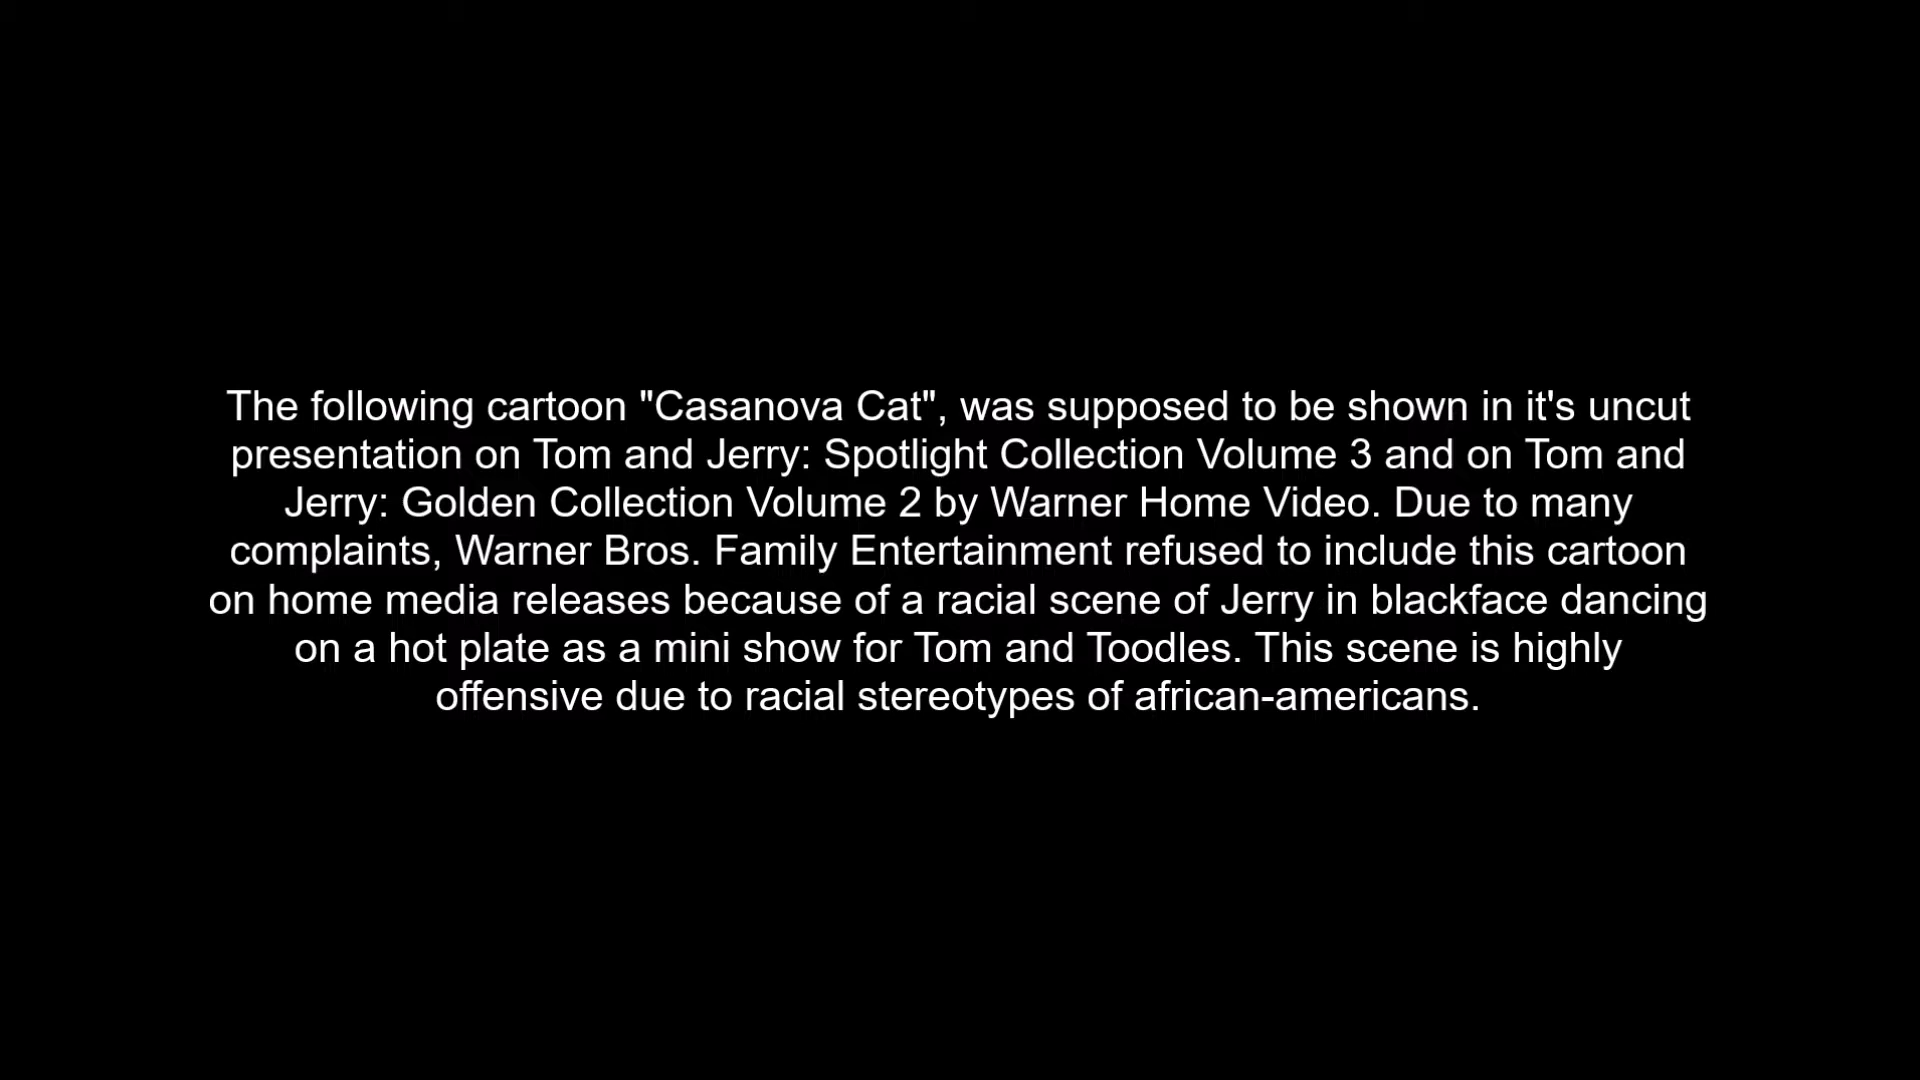 The following cartoon "Casanova Cat", was supposed to be shown in it's uncut
presentation on Tom and Jerry: Spotlight Collection Volume 3 and on Tom and
Jerry: Golden Collection Volume 2 by Warner Home Video. Due to many
complaints, Warner Bros. Family Entertainment refused to include this cartoon
on home media releases because of a racial scene of Jerry in blackface dancing
on a hot plate as a mini show for Tom and Toodles. This scene is highly
offensive due to racial stereotypes of african-americans.